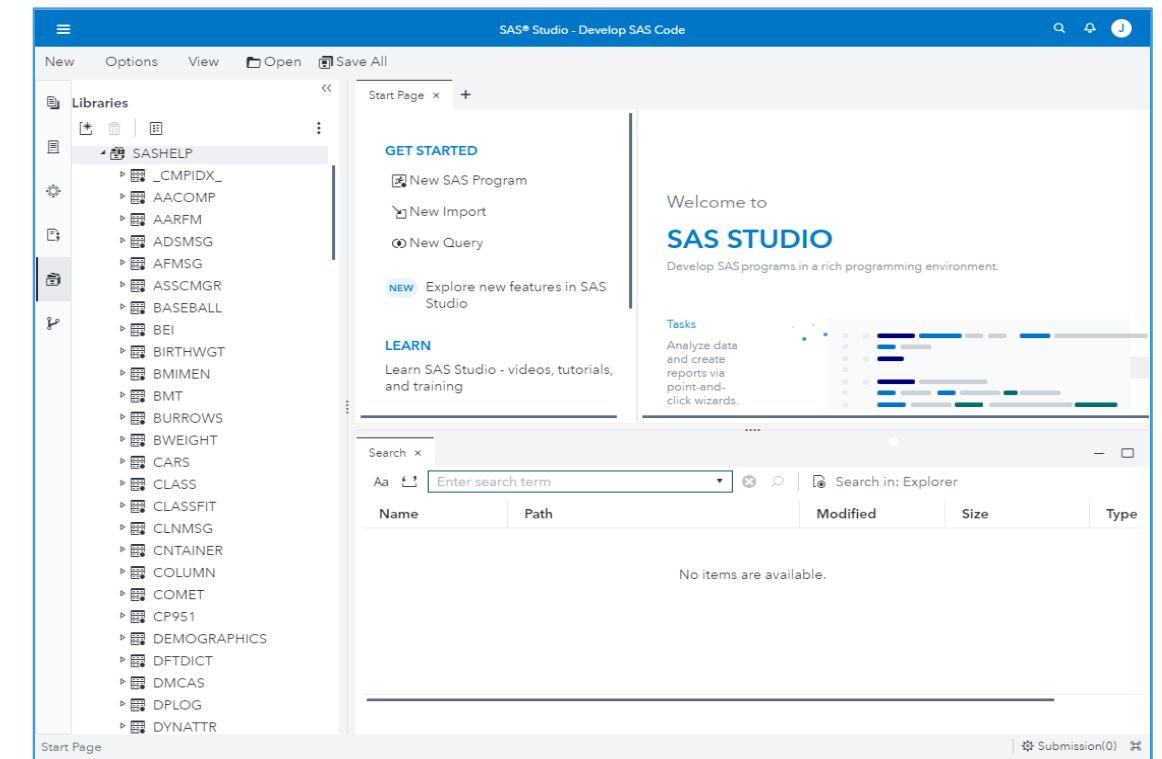 SAS® Studio - Develop SAS Code
J
New Options View Open Save All
Libraries
SASHELP
_CMPIDX_
AACOMP
AARFM
ADSMSG
AFMSG
ASSCMGR
BASEBALL
BEI
BIRTHWGT
BMIMEN
BMT
BURROWS
BWEIGHT
CARS
CLASS
CLASSFIT
CLNMSG
CNTAINER
COLUMN
COMET
CP951
DEMOGRAPHICS
DFTDICT
DMCAS
DPLOG
DYNATTR
Start Page × +
GET STARTED
New SAS Program
New Import
New Query
NEW Explore new features in SAS
Studio
LEARN
Learn SAS Studio - videos, tutorials,
and training
Welcome to
SAS STUDIO
Develop SAS programs in a rich programming environment.
Tasks
Analyze data
and create
reports via
point-and-
click wizards.
Search ×
Aa Enter search term Search in: Explorer
Name Path Modified Size Type
No items are available.
Start Page Submission(0)